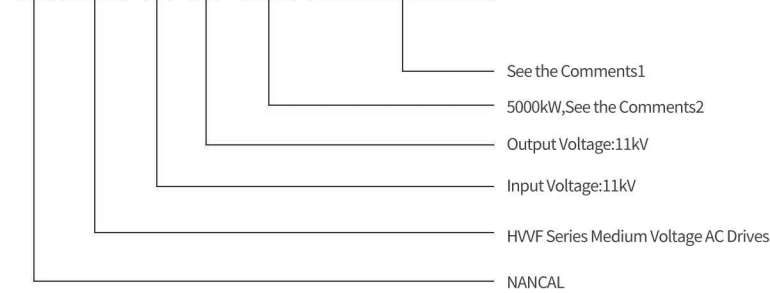 See the Comments1
5000kW,See the Comments2
Output Voltage:11kV
Input Voltage:11kV
HVVF Series Medium Voltage AC Drives
NANCAL